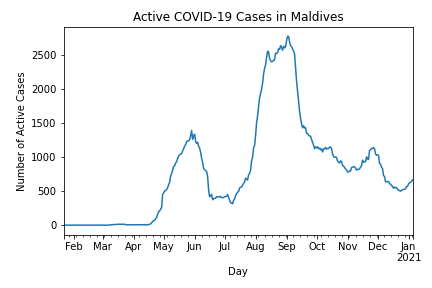 Active COVID-19 Cases in Maldives
Number of Active Cases
2500
2000
1500
1000
500
0
Feb Mar Apr May Jun Jul Aug Sep Oct Nov Dec Jan
2021
Day